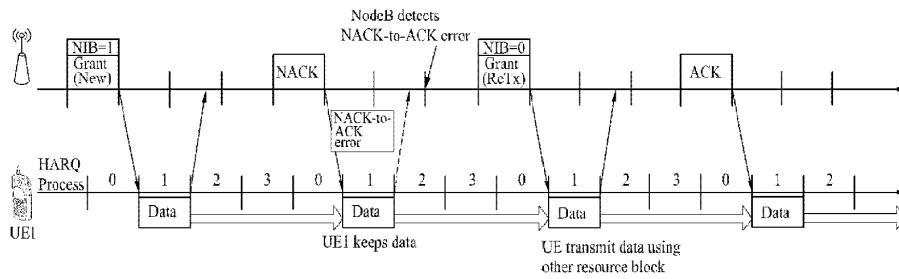 NodeB detects
NACK-to-ACK error
NIB=1
Grant
(New)
NACK
NIB=0
Grant
(ReTx)
ACK
NACK-to-
ACK
error
HARQ
Process
0 1 2 3 0 1 2 3 0 1 2 3 0 1 2
Data Data Data Data
UE1
UE1 keeps data
UE transmit data using
other resource block